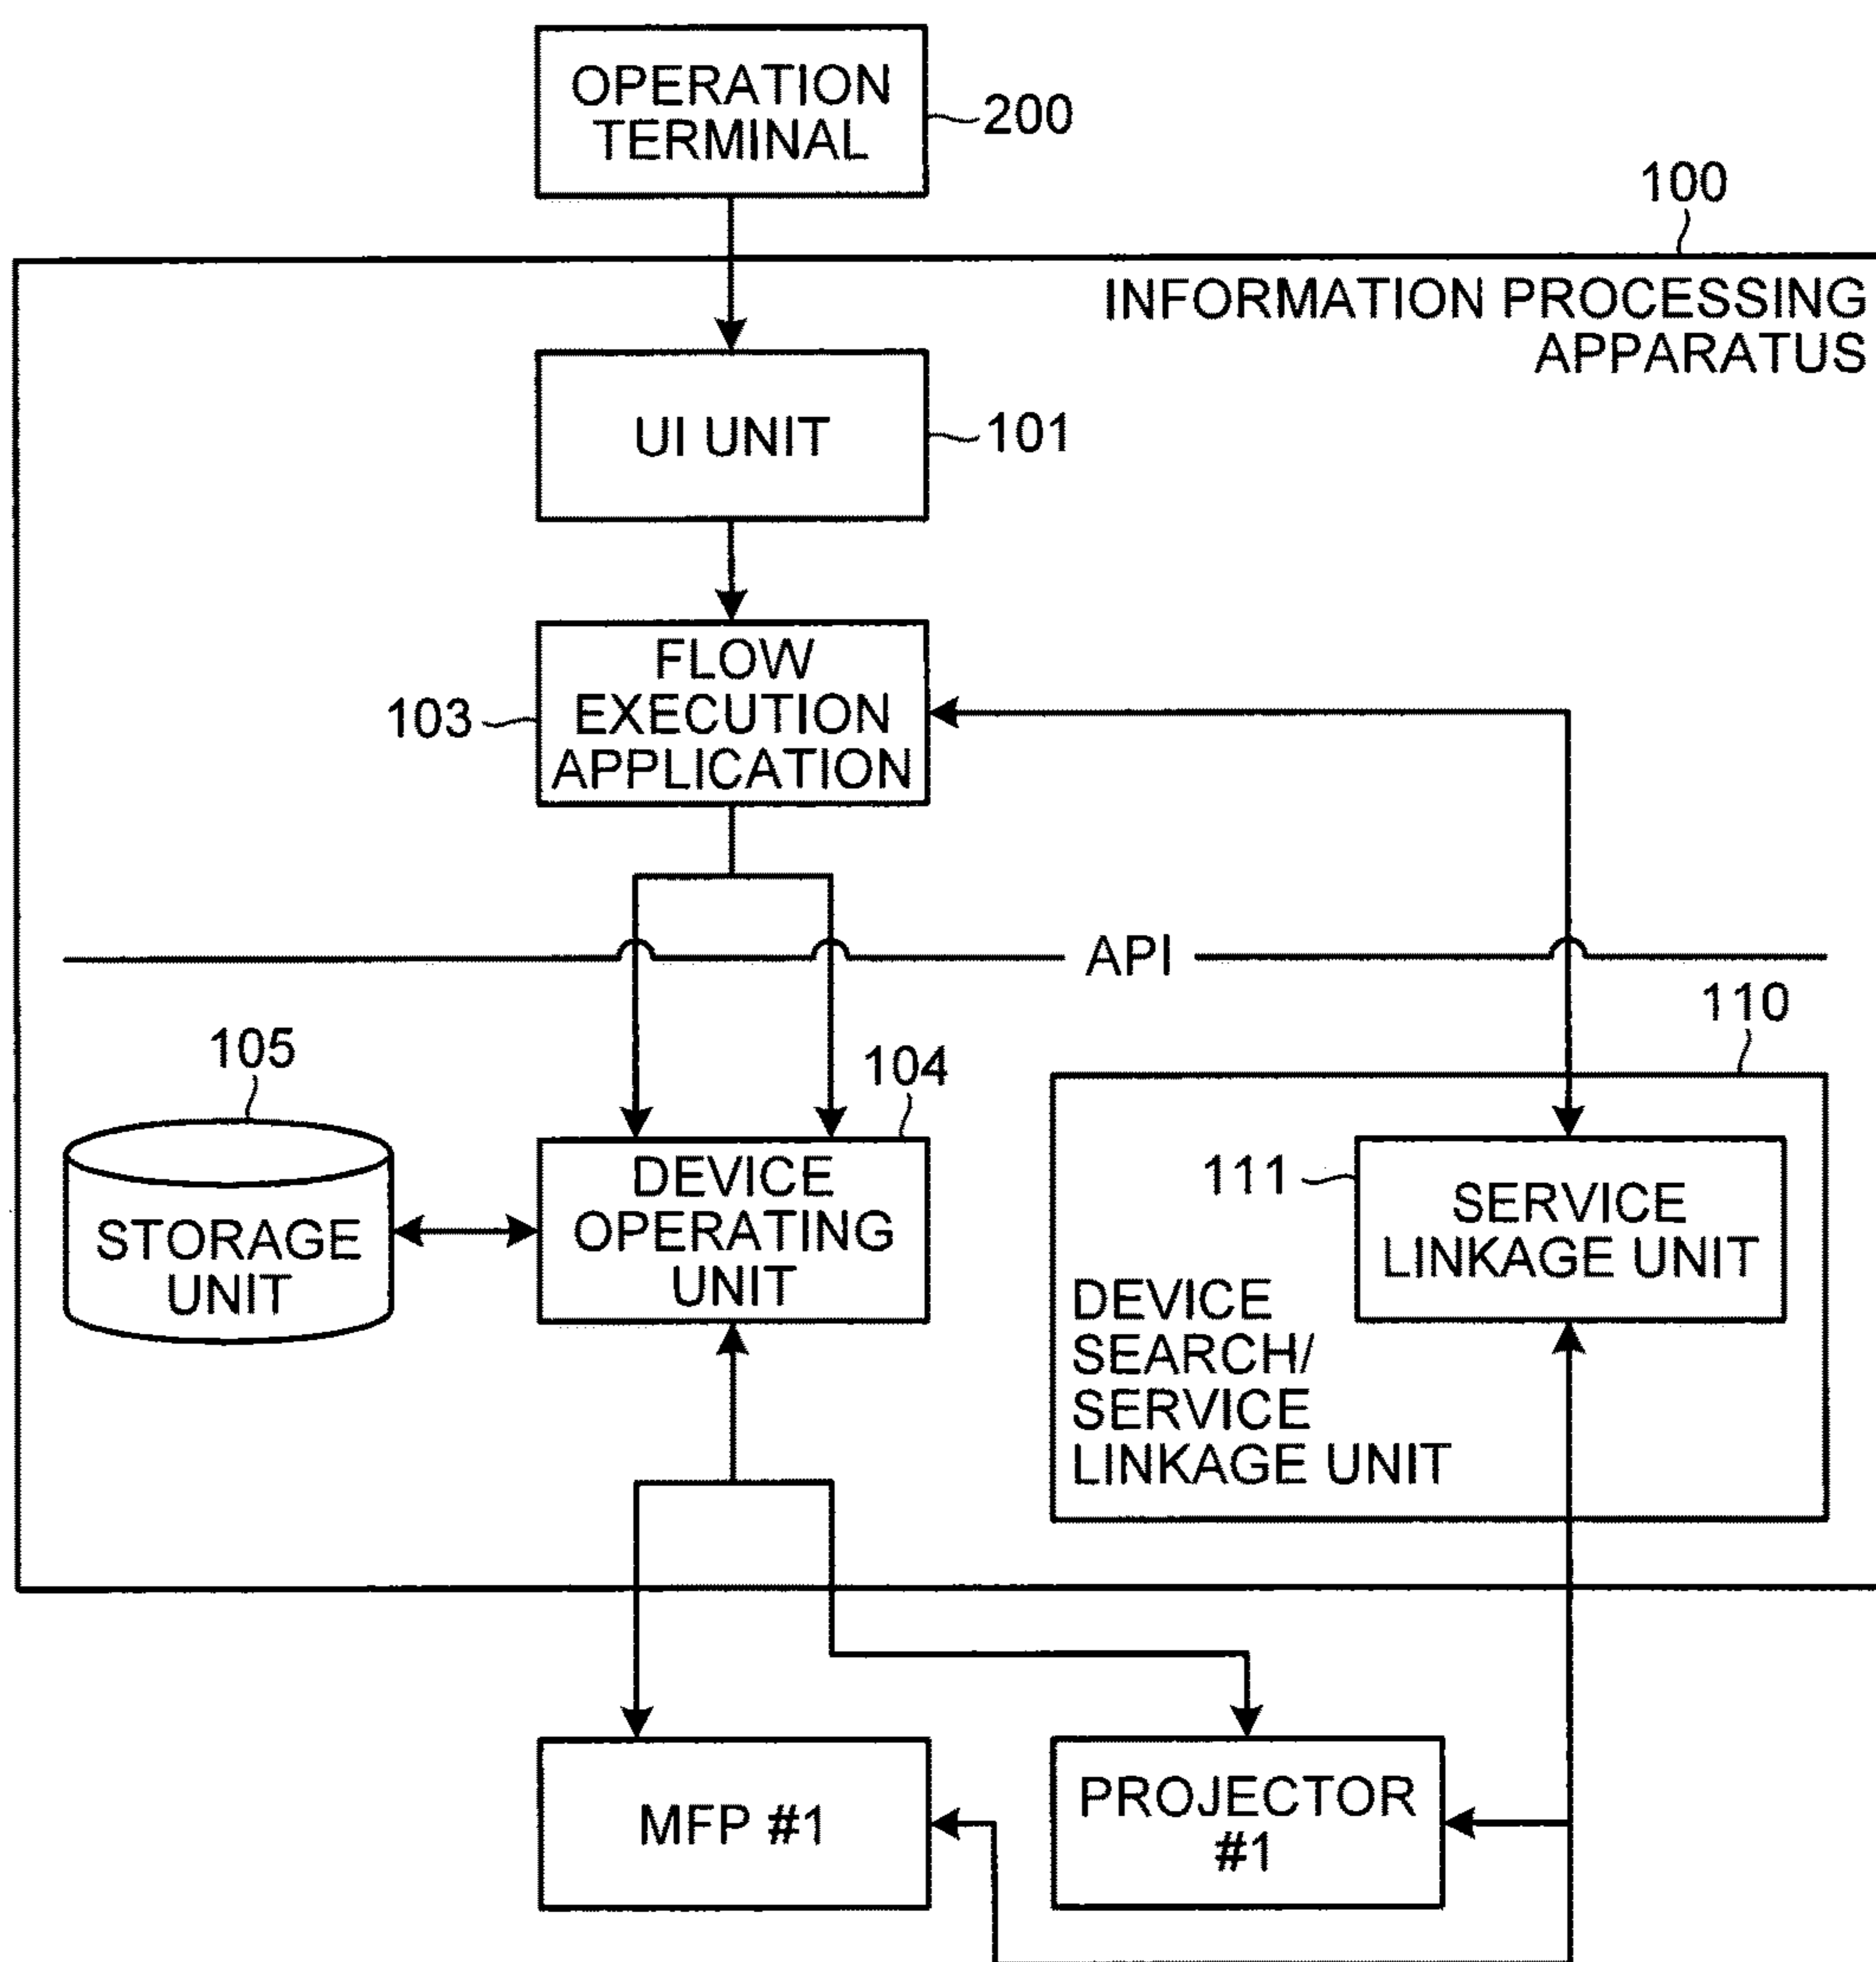 OPERATION
TERMINAL
200
100
INFORMATION PROCESSING
APPARATUS
UI UNIT
101
FLOW
EXECUTION
APPLICATION
103
API
110
105
104
STORAGE
UNIT
DEVICE
OPERATING
UNIT
111
SERVICE
LINKAGE UNIT
DEVICE
SEARCH/
SERVICE
LINKAGE UNIT
MFP #1
PROJECTOR
#1